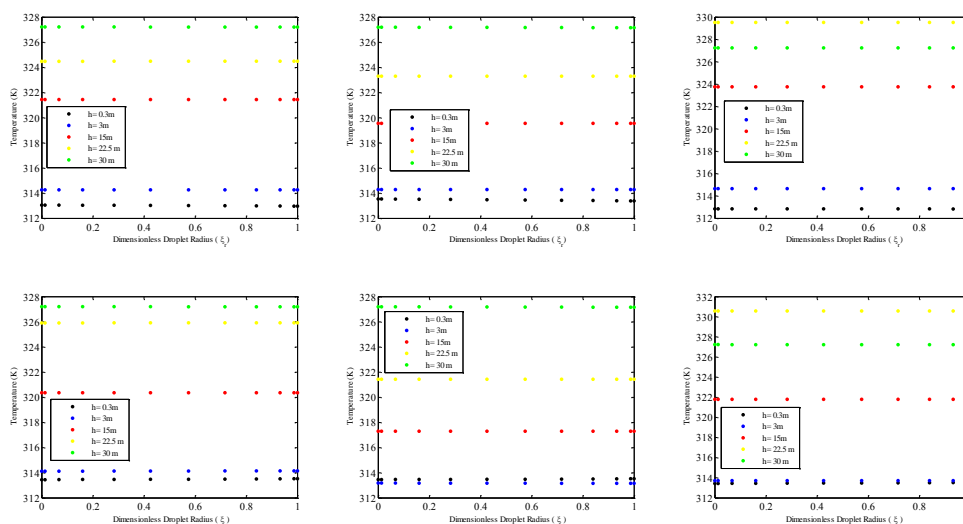 328
326
324
322
320
318
316
314
312
0 0.2 0.4 0.6 0.8 1
Temperature (K)
Dimensionless Droplet Radius ( ξr)
h= 0.3m
h= 3m
h= 15m
h= 22.5 m
h= 30 m
328
326
324
322
320
318
316
314
312
0 0.2 0.4 0.6 0.8 1
Temperature (K)
Dimensionless Droplet Radius ( ξr)
h= 0.3m
h= 3m
h= 15m
h= 22.5 m
h= 30 m
330
328
326
324
322
320
318
316
314
312
0 0.2 0.4 0.6 0.8
Temperature (K)
Dimensionless Droplet Radius ( ξr)
h= 0.3m
h= 3m
h= 15m
h= 22.5 m
h= 30 m
328
326
324
322
320
318
316
314
312
0 0.2 0.4 0.6 0.8 1
Temperature (K)
Dimensionless Droplet Radius ( ξ)
h= 0.3m
h= 3m
h= 15m
h= 22.5 m
h= 30 m
328
326
324
322
320
318
316
314
312
0 0.2 0.4 0.6 0.8 1
Temperature (K)
Dimensionless Droplet Radius ( ξ)
h= 0.3m
h= 3m
h= 15m
h= 22.5 m
h= 30 m
332
330
328
326
324
322
320
318
316
314
312
0 0.2 0.4 0.6 0.8
Temperature (K)
Dimensionless Droplet Radius ( ξ)
h= 0.3m
h= 3m
h= 15m
h= 22.5 m
h= 30 m